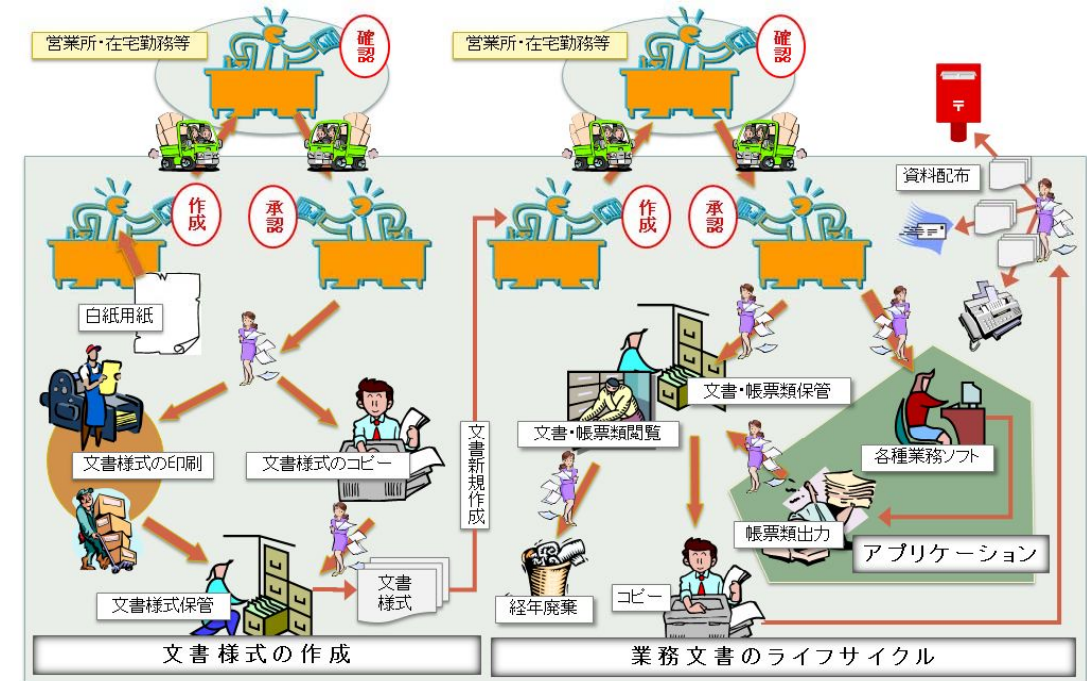 営業所・在宅勤務等
確認
営業所・在宅勤務等
確認
〒
資料配布
作成
承認
作成
承認
白紙用紙
文書・帳票類保管
文書・帳票類閲覧
文書新規作成
各種業務ソフト
文書様式の印刷
文書様式のコピー
帳票類出力
アプリケーション
文書
様式
文書様式保管
経年廃棄
コピー
文書様式の作成
業務文書のライフサイクル